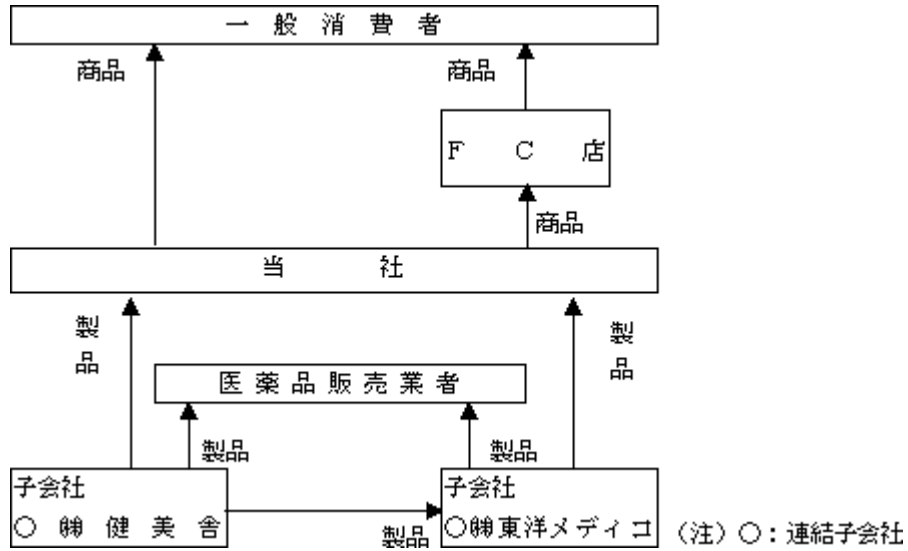 一般消費者
商品
商品
FC店
商品
当社
製品
製品
医薬品販売業者
製品
製品
子会社
○㈱健美舎
製品
子会社
○㈱東洋メディコ
(注)○:連結子会社